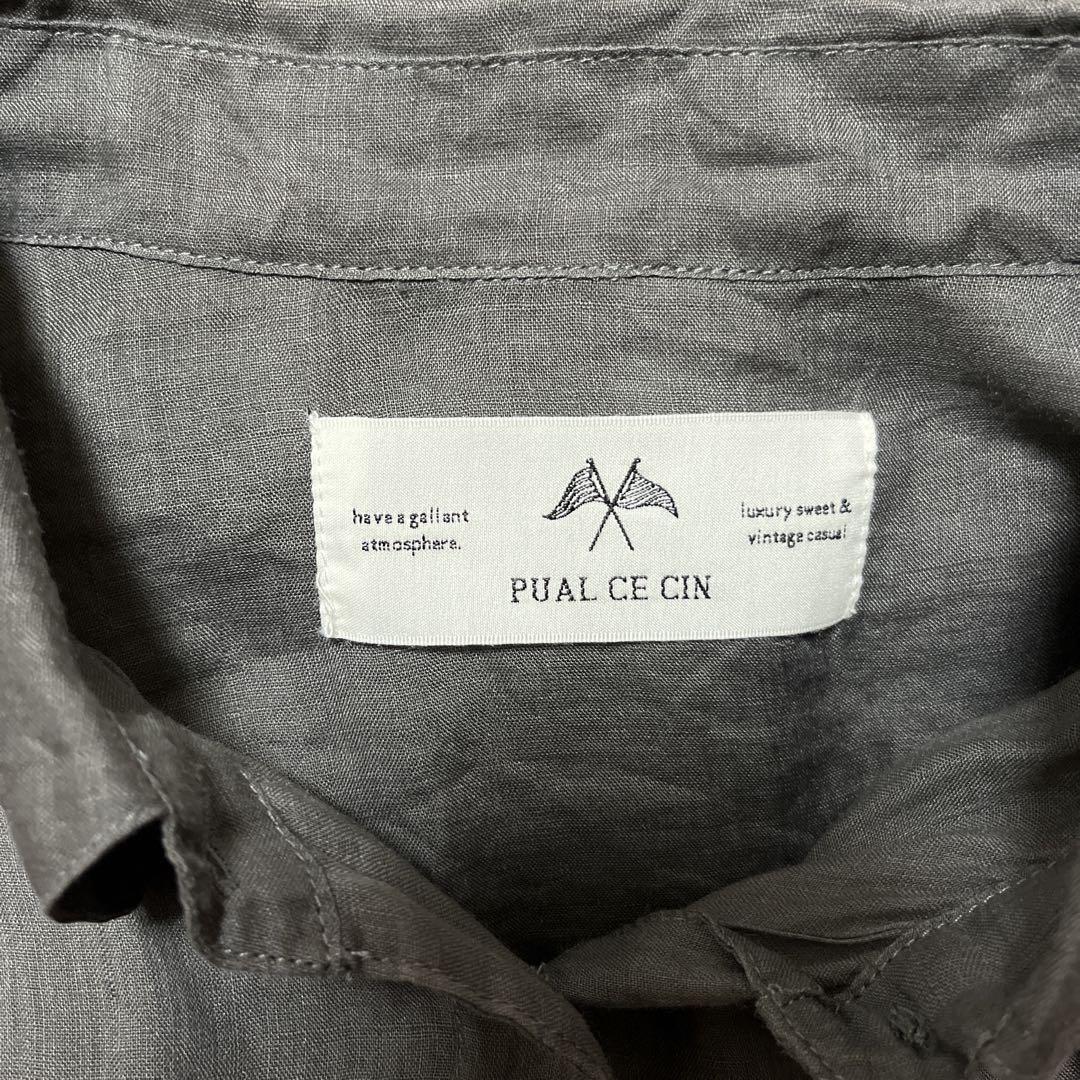 have a gallant
atmosphere.
luxury sweet &
vintage casual
PUAL CE CIN